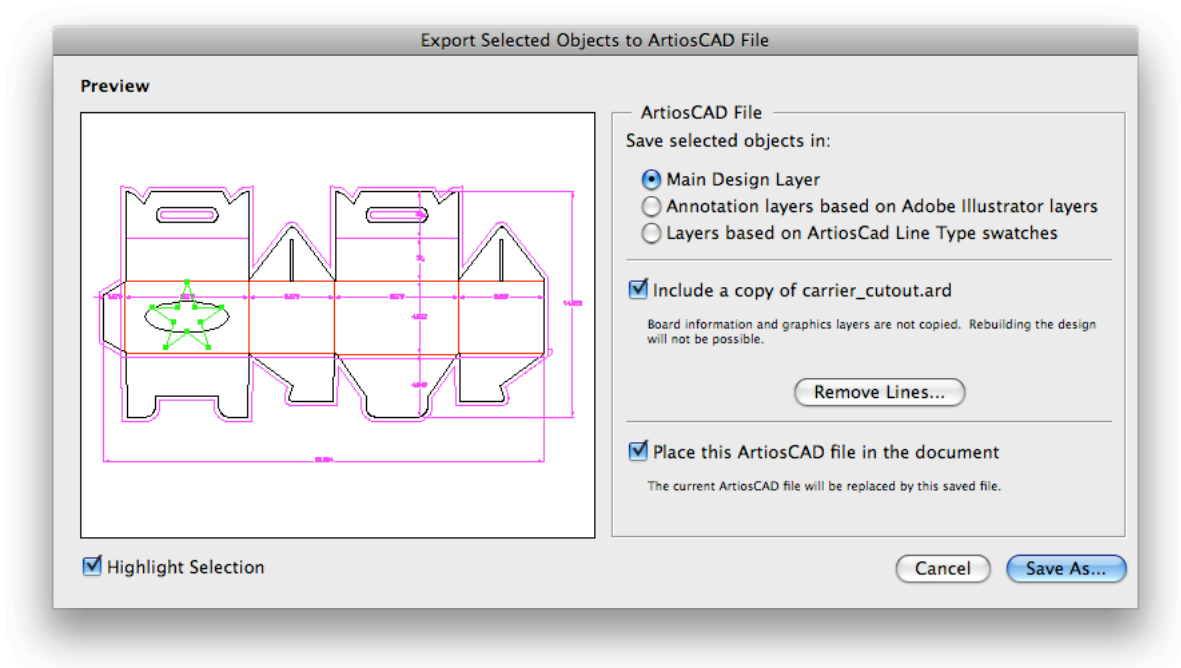 Export Selected Objects to ArtiosCAD File
Preview
ArtiosCAD File
Save selected objects in:
Main Design Layer
Annotation layers based on Adobe Illustrator layers
Layers based on ArtiosCad Line Type swatches
Include a copy of carrier_cutout.ard
Board information and graphics layers are not copied. Rebuilding the design
will not be possible.
Remove Lines...
Place this ArtiosCAD file in the document
The current ArtiosCAD file will be replaced by this saved file.
Highlight Selection
Cancel
Save As...